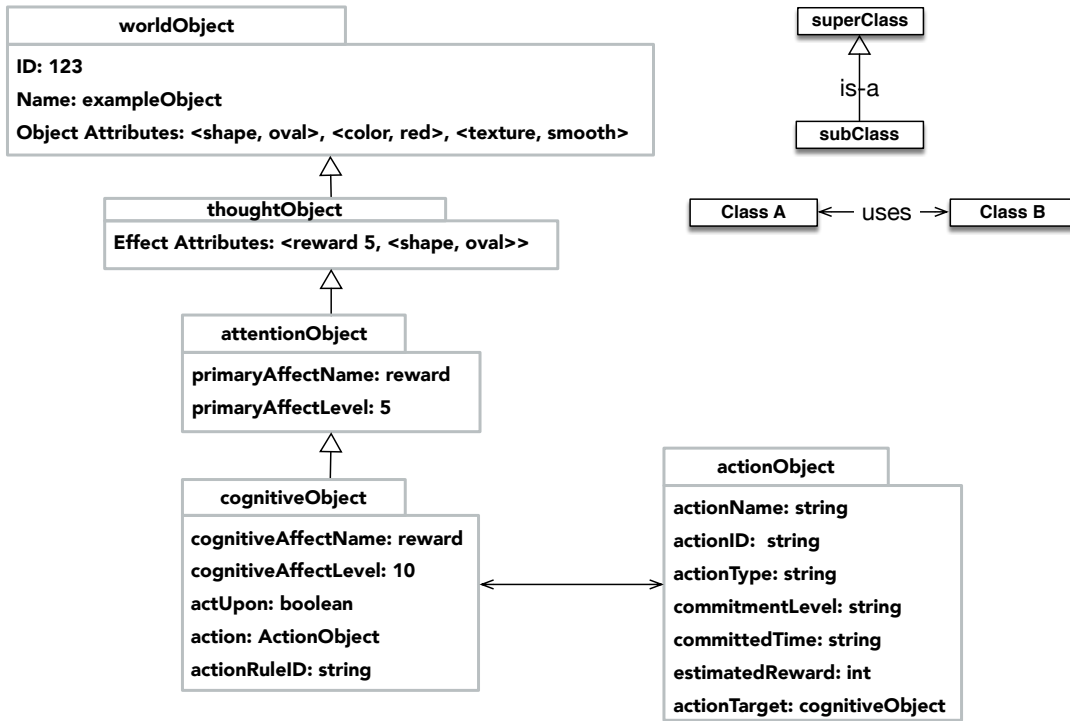 worldObject
ID: 123
Name: exampleObject
Object Attributes: <shape, oval>, <color, red>, <texture, smooth>
thoughtObject
Effect Attributes: <reward 5, <shape, oval>>
attentionObject
primaryAffectName: reward
primaryAffectLevel: 5
cognitiveObject
cognitiveAffectName: reward
cognitiveAffectLevel: 10
actUpon: boolean
action: ActionObject
actionRuleID: string
actionObject
actionName: string
actionID: string
actionType: string
commitmentLevel: string
committedTime: string
estimatedReward: int
actionTarget: cognitiveObject
superClass
is-a
subClass
Class A uses Class B